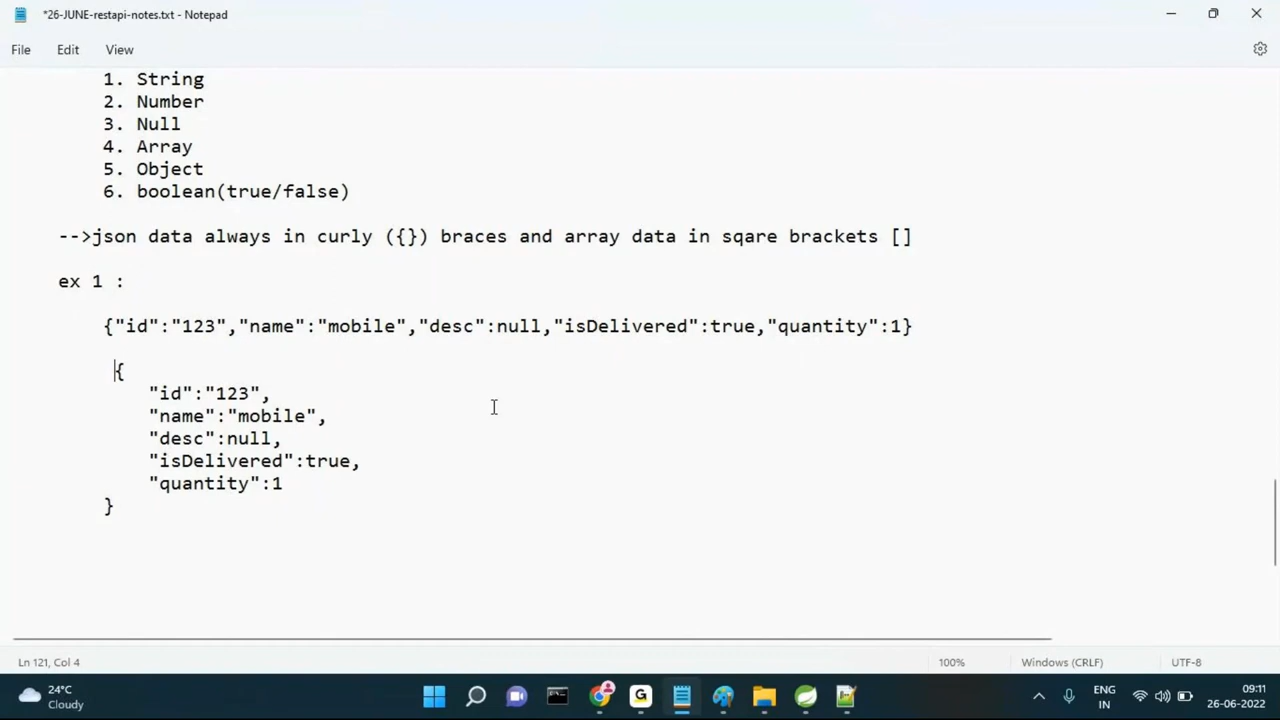 *26-JUNE-restapi-notes.txt - Notepad
File Edit View
1. String
2. Number
3. Null
4. Array
5. Object
6. boolean(true/false)
-->json data always in curly ({}) braces and array data in sqare brackets []
ex 1 :
{"id":"123","name":"mobile","desc":null,"isDelivered":true,"quantity":1}
{
"id":"123",
"name":"mobile",
"desc":null,
"isDelivered":true,
"quantity":1
}
Ln 121, Col 4 100% Windows (CRLF) UTF-8
24°C
Cloudy
ENG
IN
09:11
26-06-2022